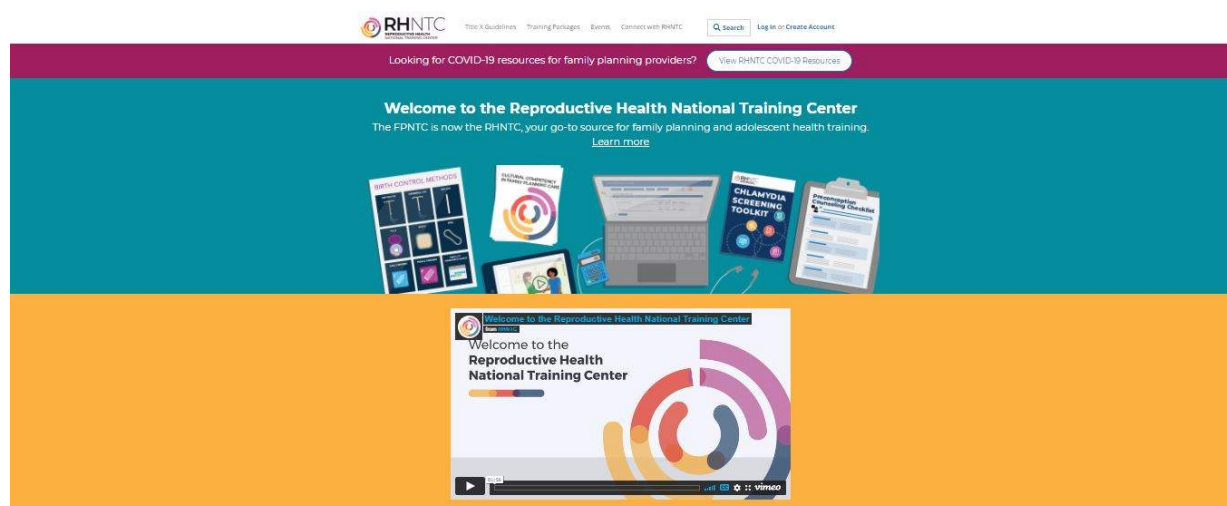 RHNTC
REPRODUCTIVE HEALTH
NATIONAL TRAINING CENTER
Title X Guidelines Training Packages Events Connect with RHNTC Search Log in or Create Account
Looking for COVID-19 resources for family planning providers? View RHNTC COVID-19 Resources
Welcome to the Reproductive Health National Training Center
The FPNTC is now the RHNTC, your go-to source for family planning and adolescent health training.
Learn more
BIRTH CONTROL METHODS
CULTURAL COMPETENCY
IN FAMILY PLANNING CARE
RHNTC
CHLAMYDIA
SCREENING
TOOLKIT
Preconception
Counseling Checklist
Welcome to the Reproductive Health National Training Center
from RHNTC
Welcome to the
Reproductive Health
National Training Center
CC vimeo